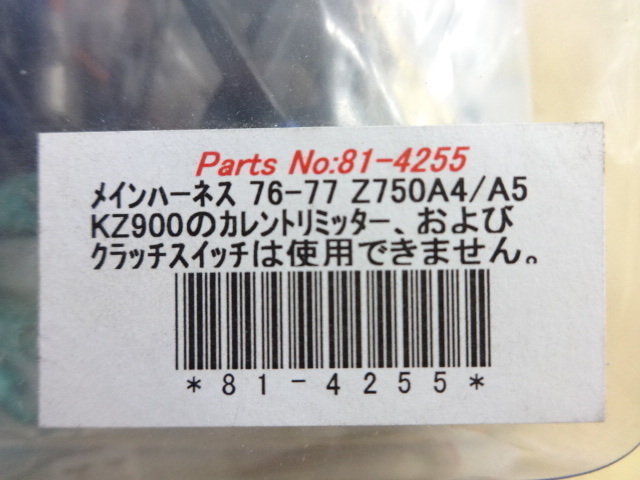 Parts No:81-4255
メインハーネス 76-77 Z750A4/A5
KZ900のカレントリミッター、および
クラッチスイッチは使用できません。
*81-4255*